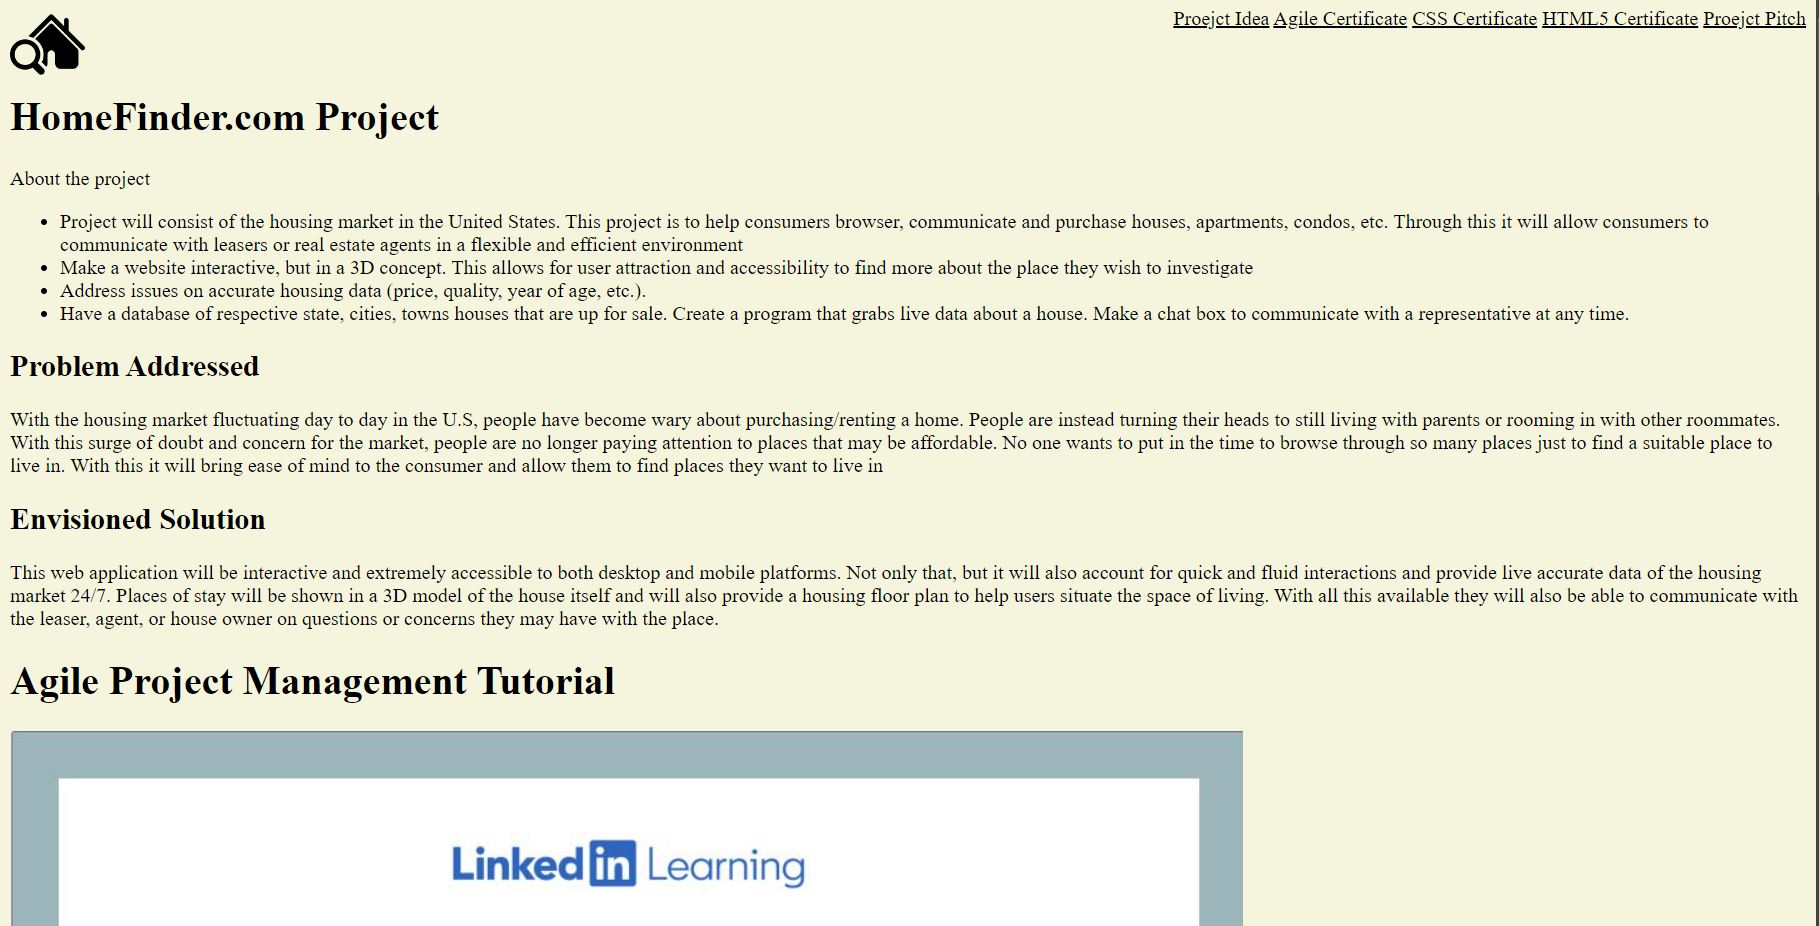 Proejct Idea Agile Certificate CSS Certificate HTML5 Certificate Proejct Pitch
HomeFinder.com Project
About the project
• Project will consist of the housing market in the United States. This project is to help consumers browser, communicate and purchase houses, apartments, condos, etc. Through this it will allow consumers to
communicate with leasers or real estate agents in a flexible and efficient environment
• Make a website interactive, but in a 3D concept. This allows for user attraction and accessibility to find more about the place they wish to investigate
• Address issues on accurate housing data (price, quality, year of age, etc.).
• Have a database of respective state, cities, towns houses that are up for sale. Create a program that grabs live data about a house. Make a chat box to communicate with a representative at any time.
Problem Addressed
With the housing market fluctuating day to day in the U.S, people have become wary about purchasing/renting a home. People are instead turning their heads to still living with parents or rooming in with other roommates.
With this surge of doubt and concern for the market, people are no longer paying attention to places that may be affordable. No one wants to put in the time to browse through so many places just to find a suitable place to
live in. With this it will bring ease of mind to the consumer and allow them to find places they want to live in
Envisioned Solution
This web application will be interactive and extremely accessible to both desktop and mobile platforms. Not only that, but it will also account for quick and fluid interactions and provide live accurate data of the housing
market 24/7. Places of stay will be shown in a 3D model of the house itself and will also provide a housing floor plan to help users situate the space of living. With all this available they will also be able to communicate with
the leaser, agent, or house owner on questions or concerns they may have with the place.
Agile Project Management Tutorial
Linked in Learning